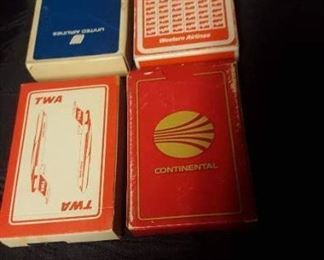 UNITED AIRLINES
Western Airlines
TWA
TWA
CONTINENTAL